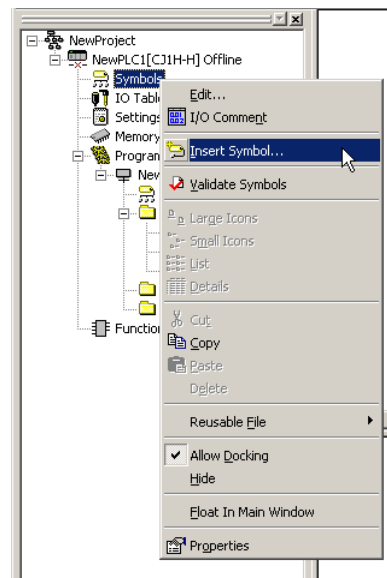 NewProject
NewPLC1[CJ1H-H] Offline
Symbols
IO Tabl
Settings
Memory
Program
New
Function
Edit...
I/O Comment
Insert Symbol...
Validate Symbols
Large Icons
Small Icons
List
Details
Cut
Copy
Paste
Delete
Reusable File
Allow Docking
Hide
Float In Main Window
Properties